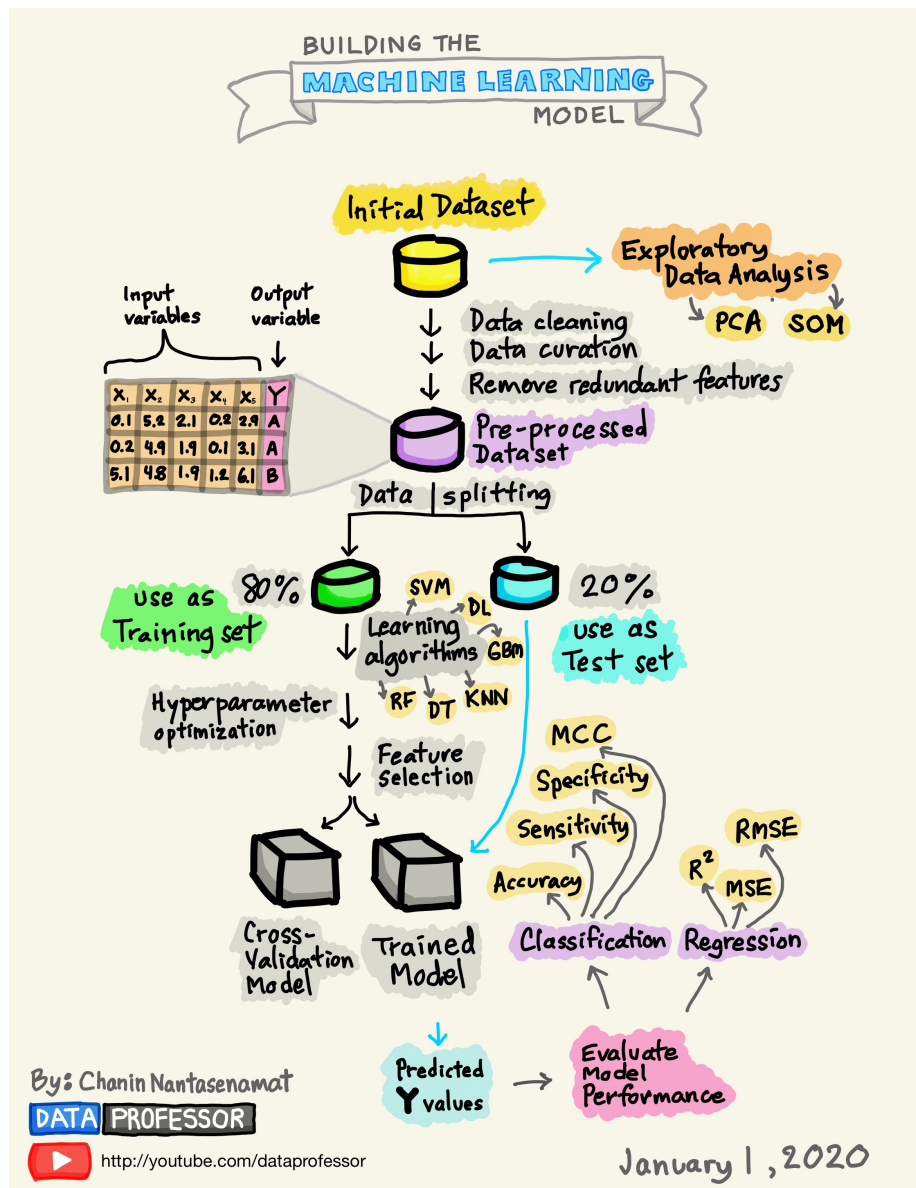 BUILDING THE
MACHINE LEARNING
MODEL
Initial Dataset
Exploratory
Data Analysis
PCA SOM
Input
variables
Output
variable
Data cleaning
Data curation
Remove redundant features
X₁ X₂ X₃ X₄ X₅ Y
0.1 5.2 2.1 0.2 2.9 A
0.2 4.9 1.9 0.1 3.1 A
5.1 4.8 1.9 1.2 6.1 B
Pre-processed
Dataset
Data splitting
80%
use as
Training set
20%
use as
Test set
Learning
algorithms
SVM
DL
GBM
KNN
DT
RF
Hyperparameter
optimization
Feature
selection
Cross-
Validation
Model
Trained
Model
MCC
Specificity
Sensitivity
Accuracy
Classification
RMSE
R²
MSE
Regression
Predicted
Y values
Evaluate
Model
Performance
By: Chanin Nantasenamat
DATA PROFESSOR
http://youtube.com/dataprofessor
January 1, 2020